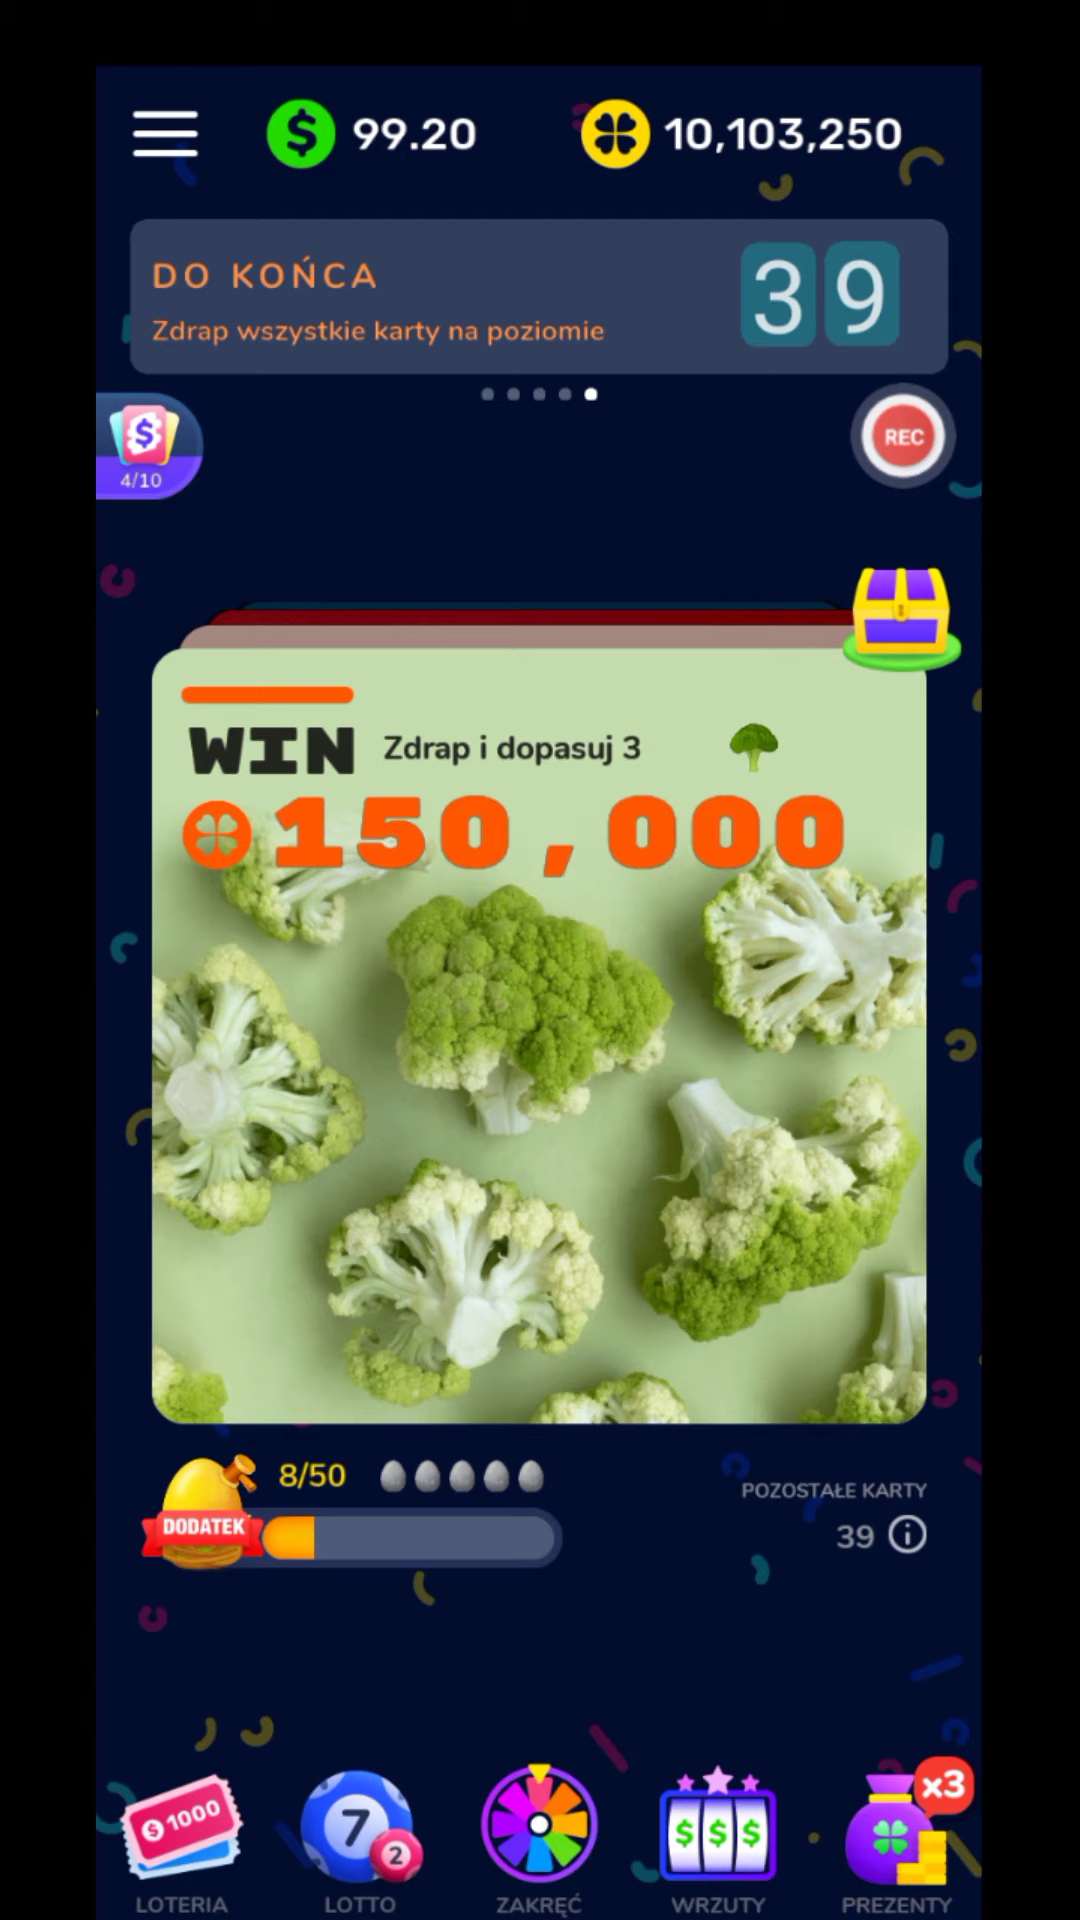 $ 99.20 10,103,250
DO KOŃCA
39
Zdrap wszystkie karty na poziomie
$
4/10
REC
WIN Zdrap i dopasuj 3
150,000
8/50
DODATEK
POZOSTAŁE KARTY
39 i
$1000
7
2
$ $ $
x3
LOTERIA LOTTO ZAKRĘĆ WRZUTY PREZENTY